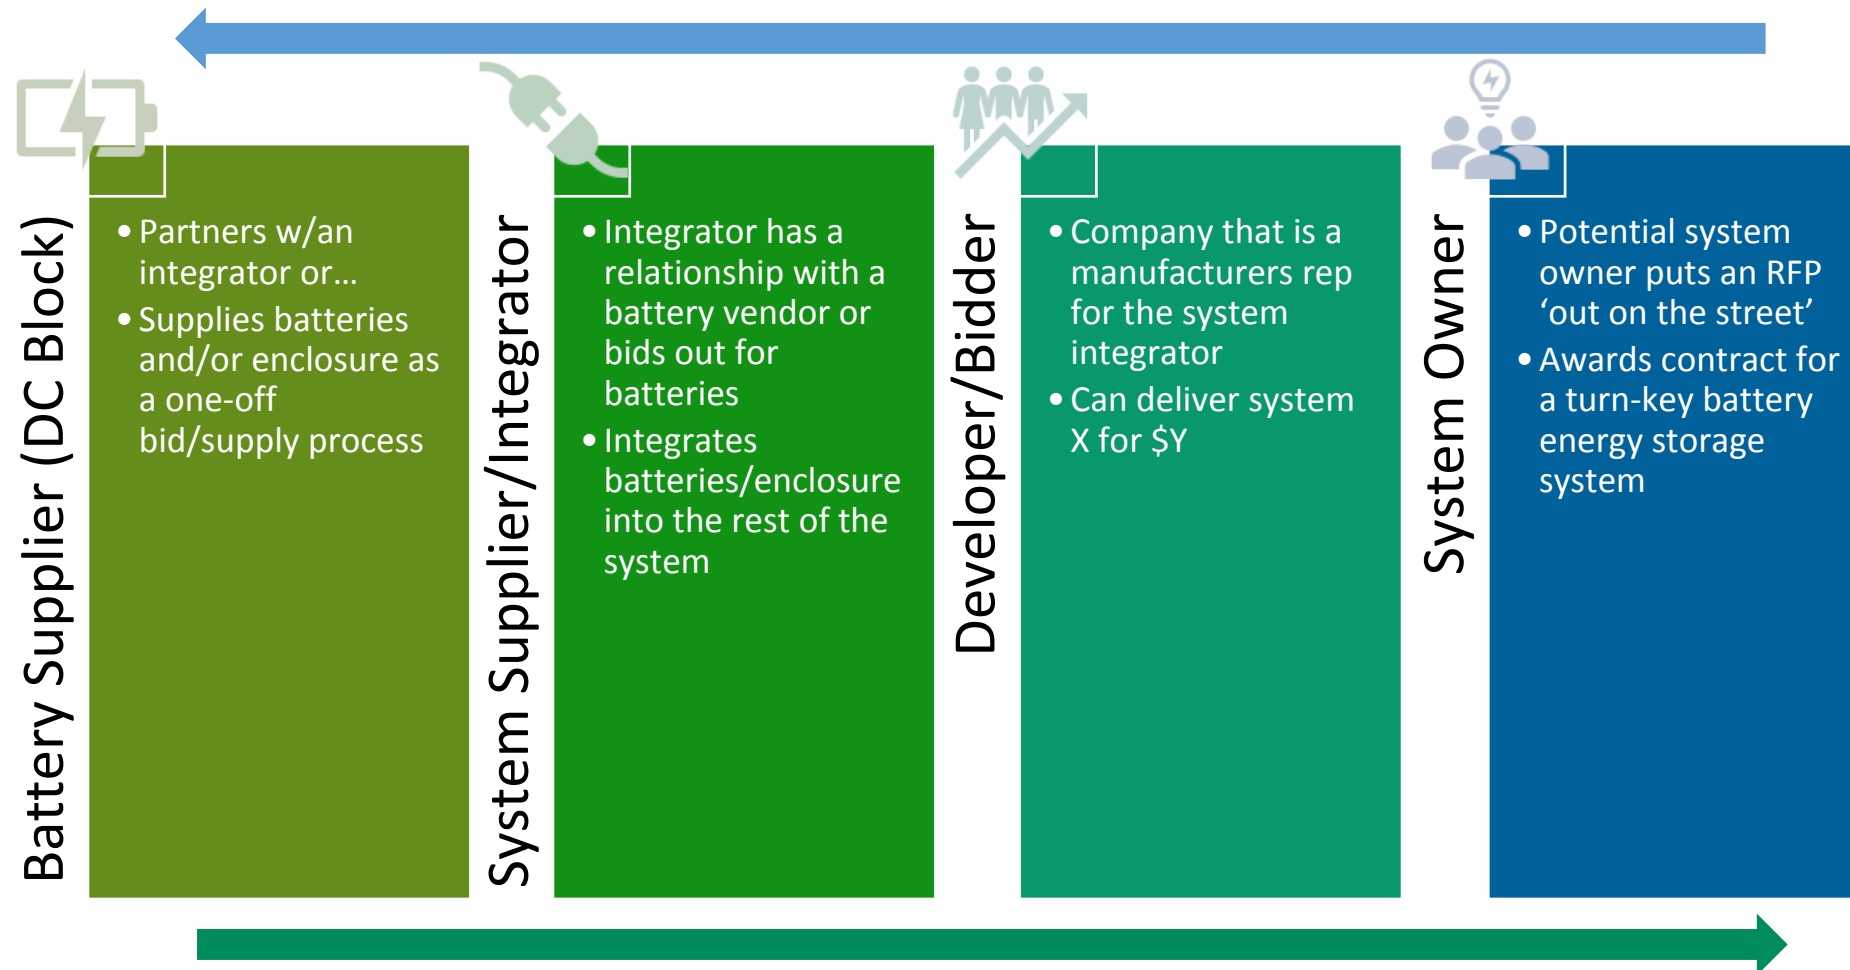 Battery Supplier (DC Block)
• Partners w/an
integrator or...
• Supplies batteries
and/or enclosure as
a one-off
bid/supply process
System Supplier/Integrator
• Integrator has a
relationship with a
battery vendor or
bids out for
batteries
• Integrates
batteries/enclosure
into the rest of the
system
Developer/Bidder
• Company that is a
manufacturers rep
for the system
integrator
• Can deliver system
X for $Y
System Owner
• Potential system
owner puts an RFP
‘out on the street’
• Awards contract for
a turn-key battery
energy storage
system